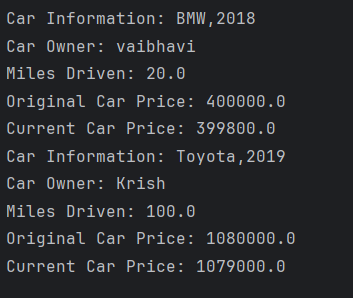 Car Information: BMW,2018
Car Owner: vaibhavi
Miles Driven: 20.0
Original Car Price: 400000.0
Current Car Price: 399800.0
Car Information: Toyota,2019
Car Owner: Krish
Miles Driven: 100.0
Original Car Price: 1080000.0
Current Car Price: 1079000.0